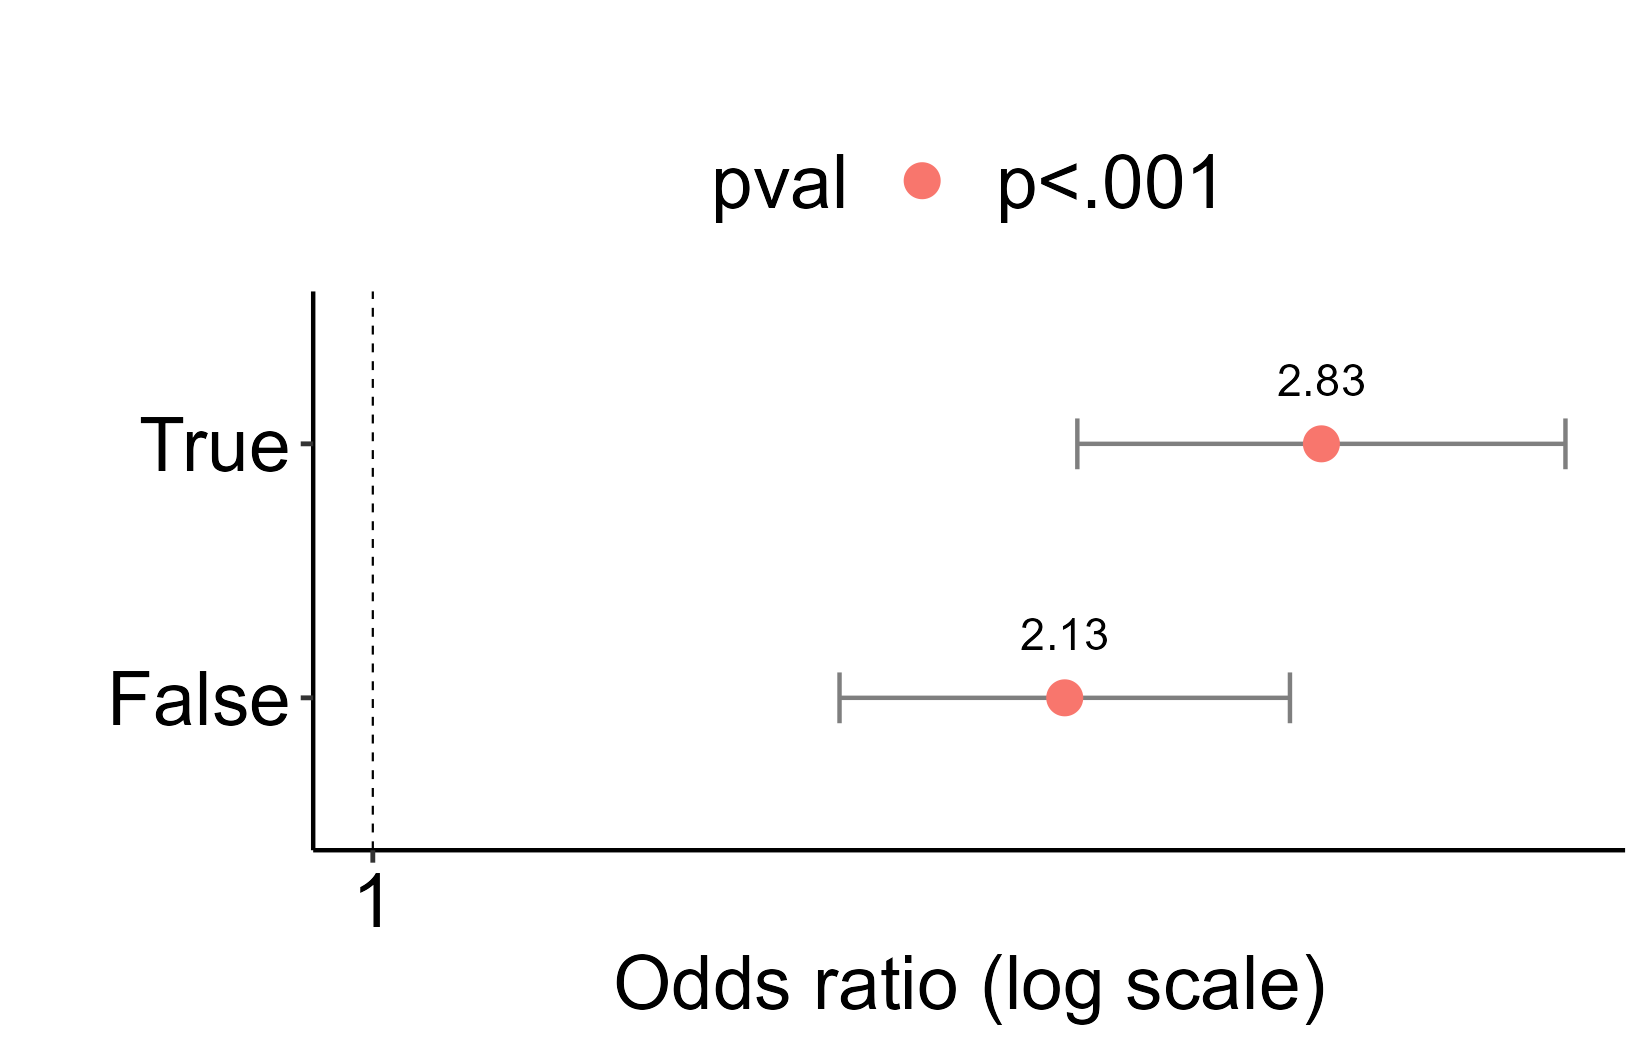 pval p<.001
2.83
True
2.13
False
1
Odds ratio (log scale)